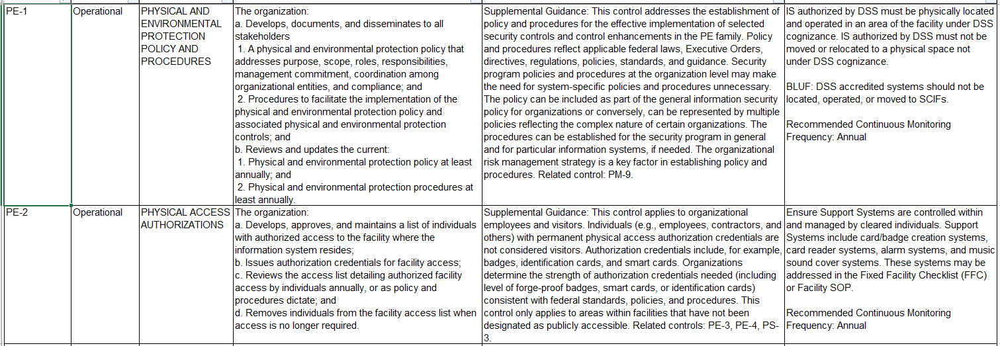 PE-1
Operational
PHYSICAL AND
ENVIRONMENTAL
PROTECTION
POLICY AND
PROCEDURES
The organization:
a. Develops, documents, and disseminates to all
stakeholders
1. A physical and environmental protection policy that
addresses purpose, scope, roles, responsibilities,
management commitment, coordination among
organizational entities, and compliance; and
2. Procedures to facilitate the implementation of the
physical and environmental protection policy and
associated physical and environmental protection
controls; and
b. Reviews and updates the current:
1. Physical and environmental protection policy at least
annually; and
2. Physical and environmental protection procedures at
least annually.
Supplemental Guidance: This control addresses the establishment of
policy and procedures for the effective implementation of selected
security controls and control enhancements in the PE family. Policy
and procedures reflect applicable federal laws, Executive Orders,
directives, regulations, policies, standards, and guidance. Security
program policies and procedures at the organization level may make
the need for system-specific policies and procedures unnecessary.
The policy can be included as part of the general information security
policy for organizations or conversely, can be represented by multiple
policies reflecting the complex nature of certain organizations. The
procedures can be established for the security program in general
and for particular information systems, if needed. The organizational
risk management strategy is a key factor in establishing policy and
procedures. Related control: PM-9.
IS authorized by DSS must be physically located
and operated in an area of the facility under DSS
cognizance. IS authorized by DSS must not be
moved or relocated to a physical space not
under DSS cognizance.
BLUF: DSS accredited systems should not be
located, operated, or moved to SCIFs.
Recommended Continuous Monitoring
Frequency: Annual
PE-2
Operational
PHYSICAL ACCESS
AUTHORIZATIONS
The organization:
a. Develops, approves, and maintains a list of individuals
with authorized access to the facility where the
information system resides;
b. Issues authorization credentials for facility access;
c. Reviews the access list detailing authorized facility
access by individuals annually, or as policy and
procedures dictate; and
d. Removes individuals from the facility access list when
access is no longer required.
Supplemental Guidance: This control applies to organizational
employees and visitors. Individuals (e.g., employees, contractors, and
others) with permanent physical access authorization credentials are
not considered visitors. Authorization credentials include, for example,
badges, identification cards, and smart cards. Organizations
determine the strength of authorization credentials needed (including
level of forge-proof badges, smart cards, or identification cards)
consistent with federal standards, policies, and procedures. This
control only applies to areas within facilities that have not been
designated as publicly accessible. Related controls: PE-3, PE-4, PS-
3.
Ensure Support Systems are controlled within
and managed by cleared individuals. Support
Systems include card/badge creation systems,
card reader systems, alarm systems, and music
sound cover systems. These systems may be
addressed in the Fixed Facility Checklist (FFC)
or Facility SOP.
Recommended Continuous Monitoring
Frequency: Annual